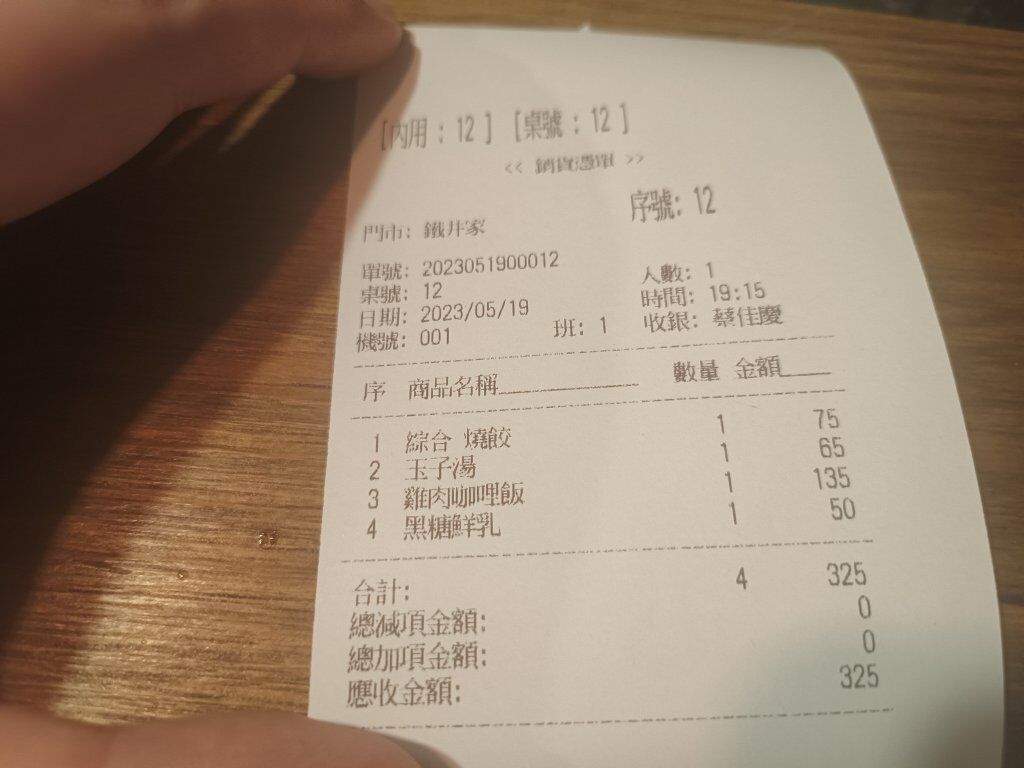 [內用 : 12 ] [桌號 : 12 ]
<< 銷貨憑單 >>
序號: 12
門市: 鐵井家
單號: 2023051900012
桌號: 12 人數: 1
日期: 2023/05/19 時間: 19:15
機號: 001 班: 1 收銀: 蔡佳慶
序 商品名稱 數量 金額
1 綜合 燒餃 1 75
2 玉子湯 1 65
3 雞肉咖哩飯 1 135
4 黑糖鮮乳 1 50
合計: 4 325
總減項金額: 0
總加項金額: 0
應收金額: 325